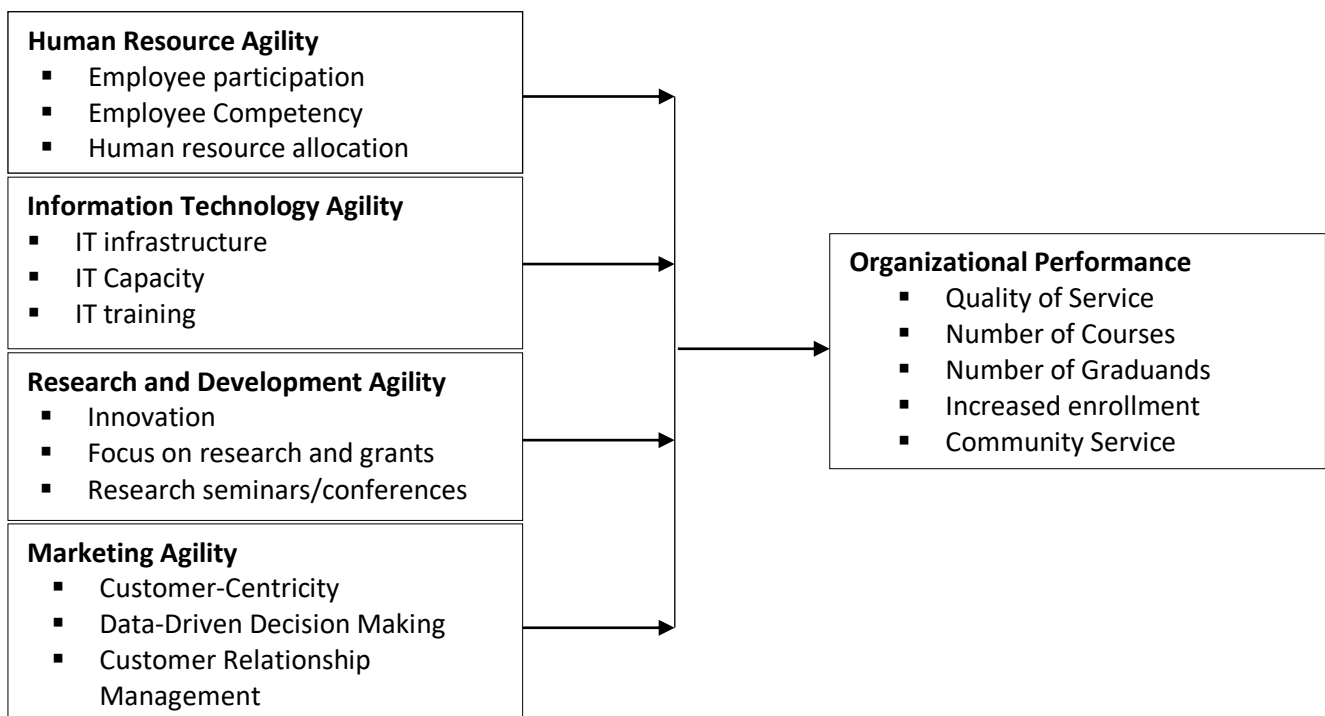 Human Resource Agility
▪ Employee participation
▪ Employee Competency
▪ Human resource allocation
Information Technology Agility
▪ IT infrastructure
▪ IT Capacity
▪ IT training
Research and Development Agility
▪ Innovation
▪ Focus on research and grants
▪ Research seminars/conferences
Marketing Agility
▪ Customer-Centricity
▪ Data-Driven Decision Making
▪ Customer Relationship
Management
Organizational Performance
▪ Quality of Service
▪ Number of Courses
▪ Number of Graduands
▪ Increased enrollment
▪ Community Service